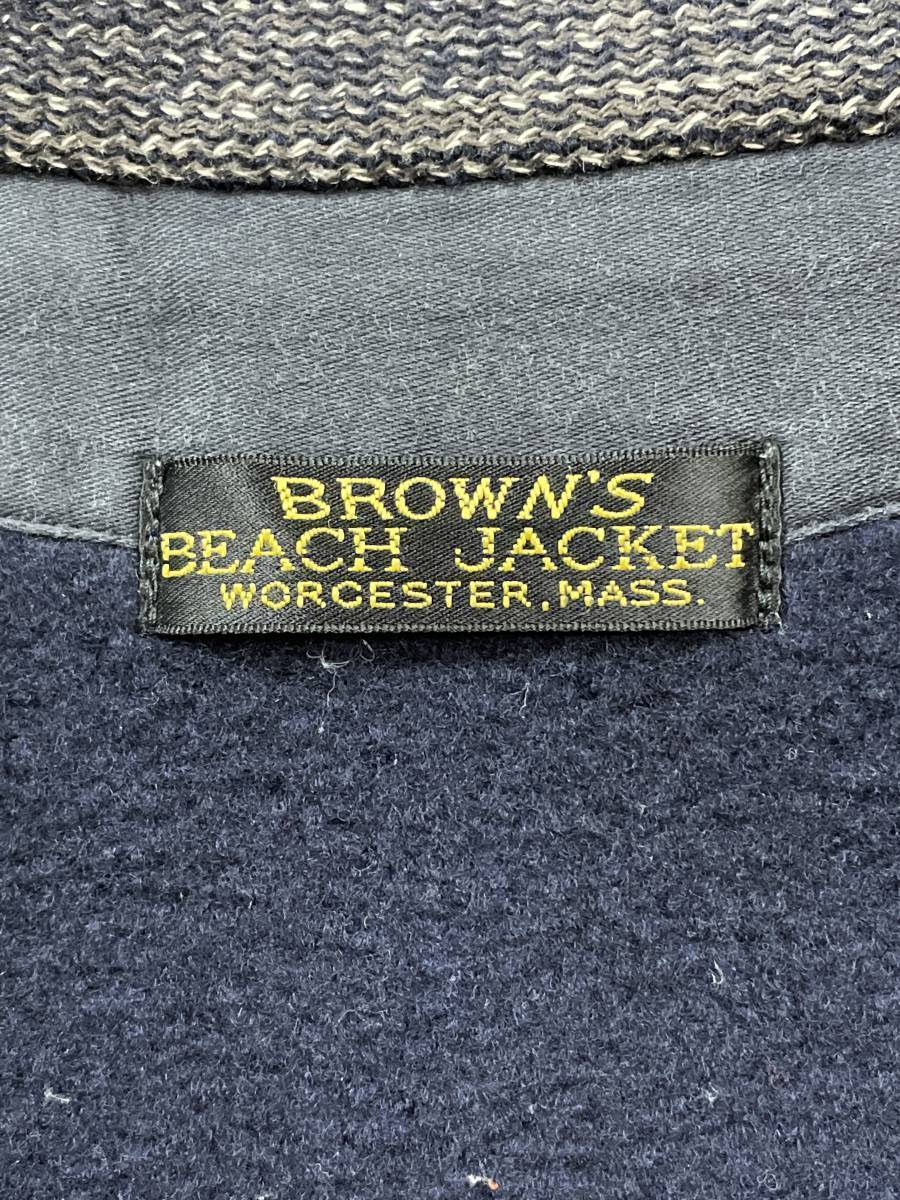 BROWN'S
BEACH JACKET
WORCESTER, MASS.